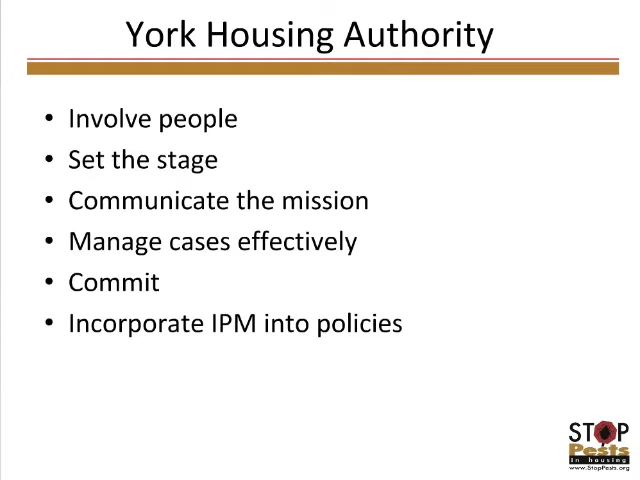 York Housing Authority
• Involve people
• Set the stage
• Communicate the mission
• Manage cases effectively
• Commit
• Incorporate IPM into policies
STOP
Pests
in housing
www.StopPests.org